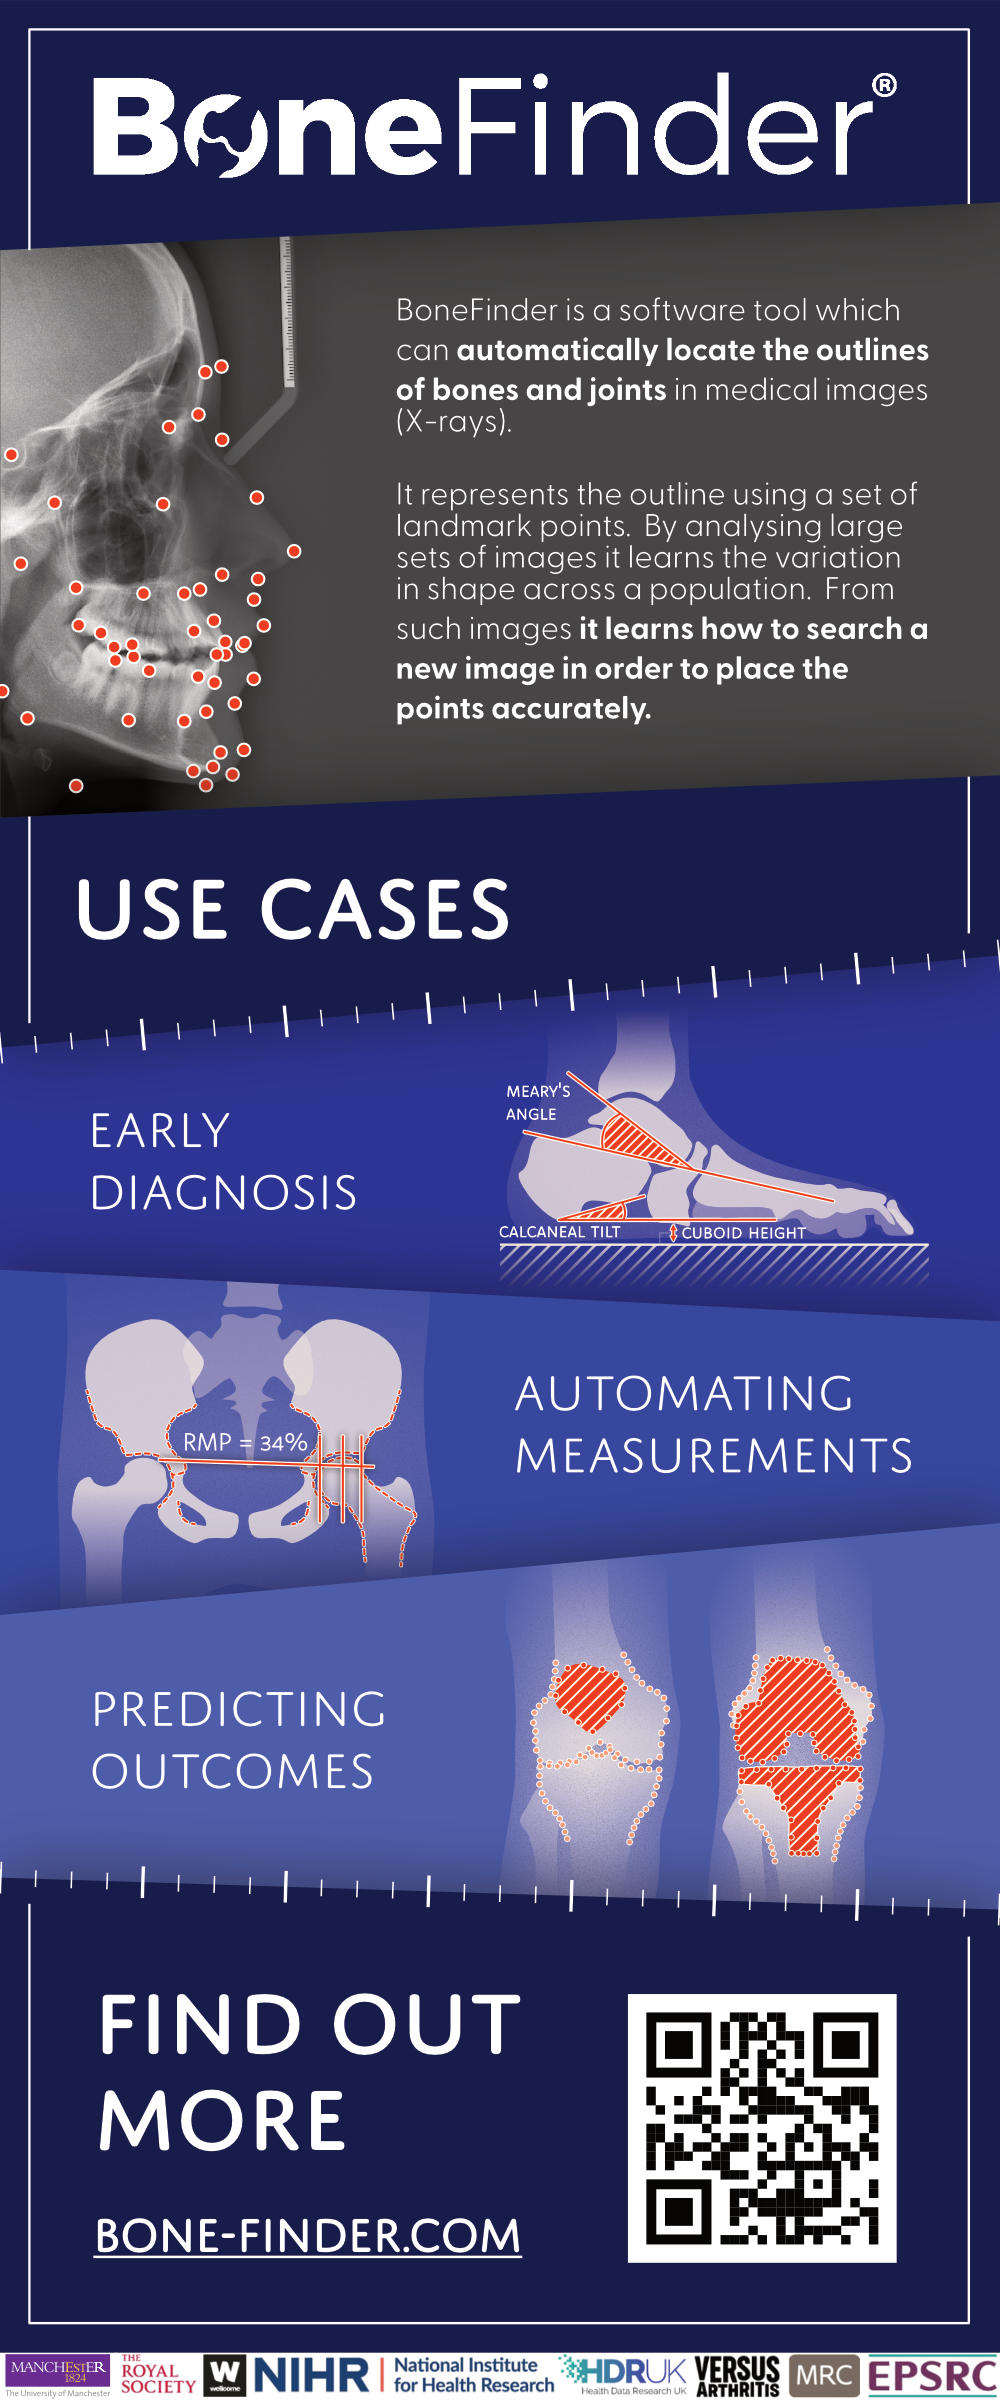 BoneFinder®
BoneFinder is a software tool which
can automatically locate the outlines
of bones and joints in medical images
(X-rays).
It represents the outline using a set of
landmark points. By analysing large
sets of images it learns the variation
in shape across a population. From
such images it learns how to search a
new image in order to place the
points accurately.
USE CASES
EARLY
DIAGNOSIS
MEARY'S
ANGLE
CALCANEAL TILT
CUBOID HEIGHT
RMP = 34%
AUTOMATING
MEASUREMENTS
PREDICTING
OUTCOMES
FIND OUT
MORE
BONE-FINDER.COM
MANCHESTER
1824
The University of Manchester
THE
ROYAL
SOCIETY
W
wellcome
NIHR
National Institute
for Health Research
HDRUK
Health Data Research UK
VERSUS
ARTHRITIS
MRC
EPSRC